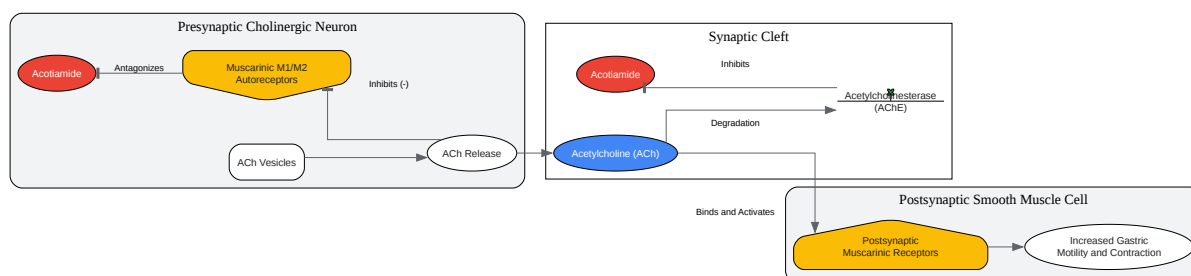 Presynaptic Cholinergic Neuron
Acotiamide
Antagonizes
Muscarinic M1/M2
Autoreceptors
Inhibits (-)
ACh Vesicles
ACh Release
Synaptic Cleft
Acotiamide
Inhibits
Acetylcholinesterase
(AChE)
Degradation
Acetylcholine (ACh)
Binds and Activates
Postsynaptic Smooth Muscle Cell
Postsynaptic
Muscarinic Receptors
Increased Gastric
Motility and Contraction